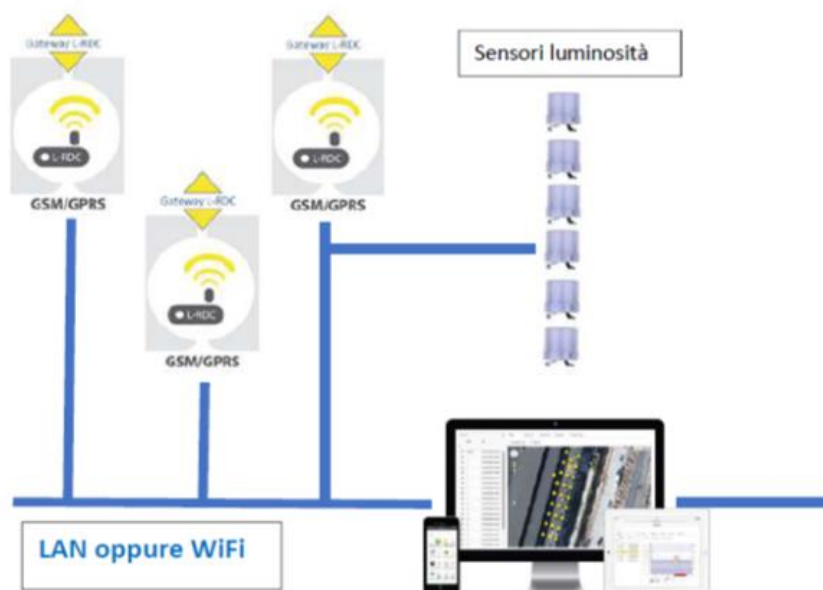 Gateway L-RDC
L-RDC
GSM/GPRS
Gateway L-RDC
L-RDC
GSM/GPRS
Gateway L-RDC
L-RDC
GSM/GPRS
Sensori luminosità
LAN oppure WiFi